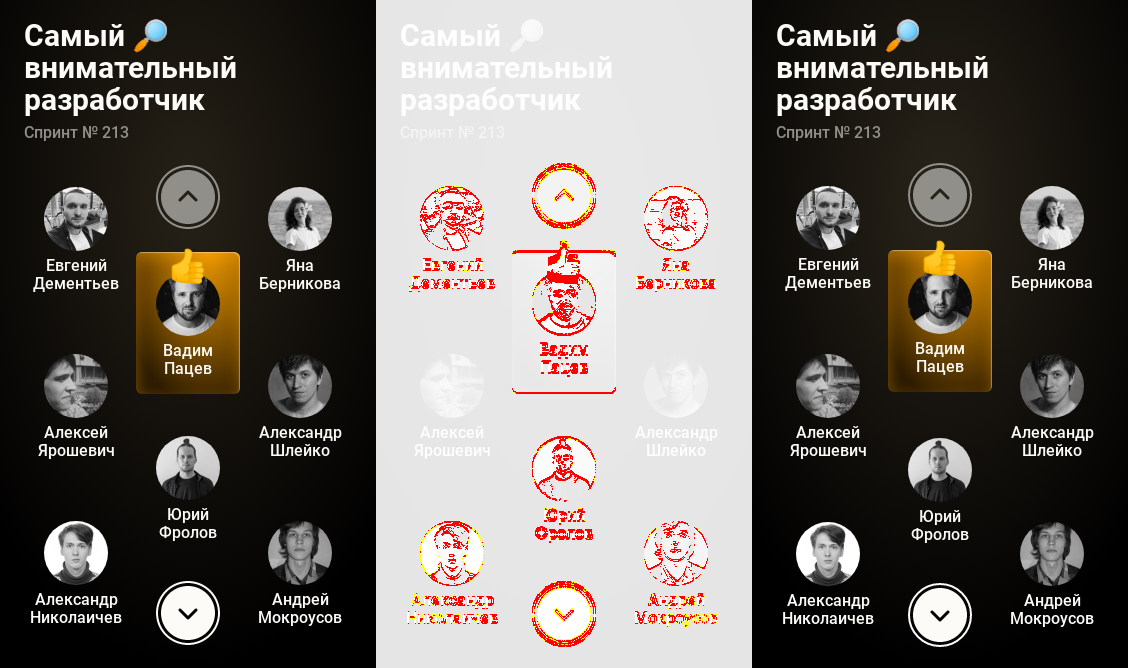 Самый 🔎
внимательный
разработчик
Спринт № 213
Евгений
Дементьев
Яна
Берникова
Вадим
Пацев
Алексей
Ярошевич
Александр
Шлейко
Юрий
Фролов
Александр
Николаичев
Андрей
Мокроусов
Самый 🔎
внимательный
разработчик
Спринт № 213
Евгений
Дементьев
Яна
Берникова
Вадим
Пацев
Алексей
Ярошевич
Александр
Шлейко
Юрий
Фролов
Александр
Николаичев
Андрей
Мокроусов
Самый 🔎
внимательный
разработчик
Спринт № 213
Евгений
Дементьев
Яна
Берникова
Вадим
Пацев
Алексей
Ярошевич
Александр
Шлейко
Юрий
Фролов
Александр
Николаичев
Андрей
Мокроусов